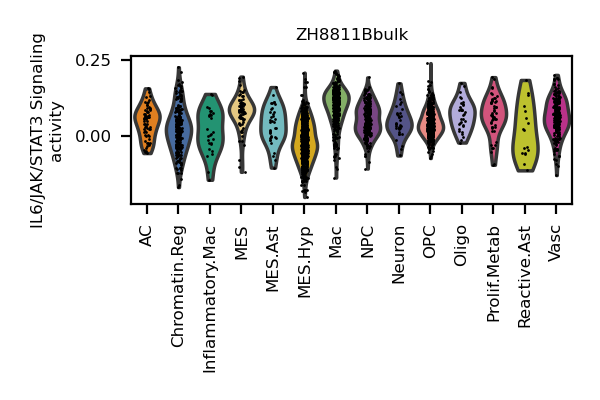 ZH8811Bbulk
IL6/JAK/STAT3 Signaling
activity
0.25
0.00
AC
Chromatin.Reg
Inflammatory.Mac
MES
MES.Ast
MES.Hyp
Mac
NPC
Neuron
OPC
Oligo
Prolif.Metab
Reactive.Ast
Vasc